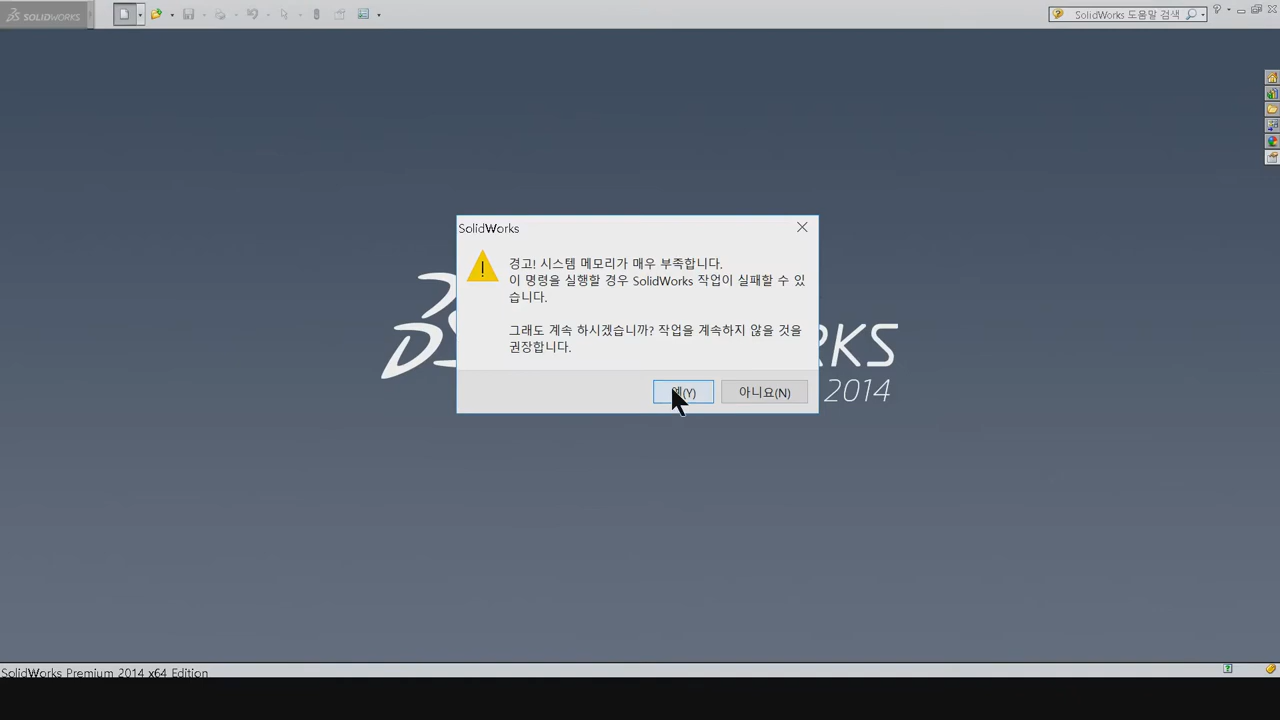 SOLIDWORKS
SolidWorks 도움말 검색
SolidWorks
경고! 시스템 메모리가 매우 부족합니다.
이 명령을 실행할 경우 SolidWorks 작업이 실패할 수 있
습니다.
그래도 계속 하시겠습니까? 작업을 계속하지 않을 것을
권장합니다.
예(Y)
아니요(N)
RKS
2014
SolidWorks Premium 2014 x64 Edition